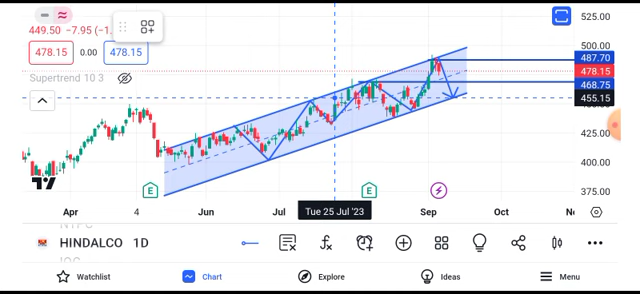 449.50 −7.95 (−1.
478.15 0.00 478.15
Supertrend 10 3
525.00
500.00
487.70
478.15
468.75
455.15
425.00
400.00
375.00
E E
Apr 4 Jun Jul Tue 25 Jul '23 Sep Oct
HINDALCO 1D
Watchlist Chart Explore Ideas Menu